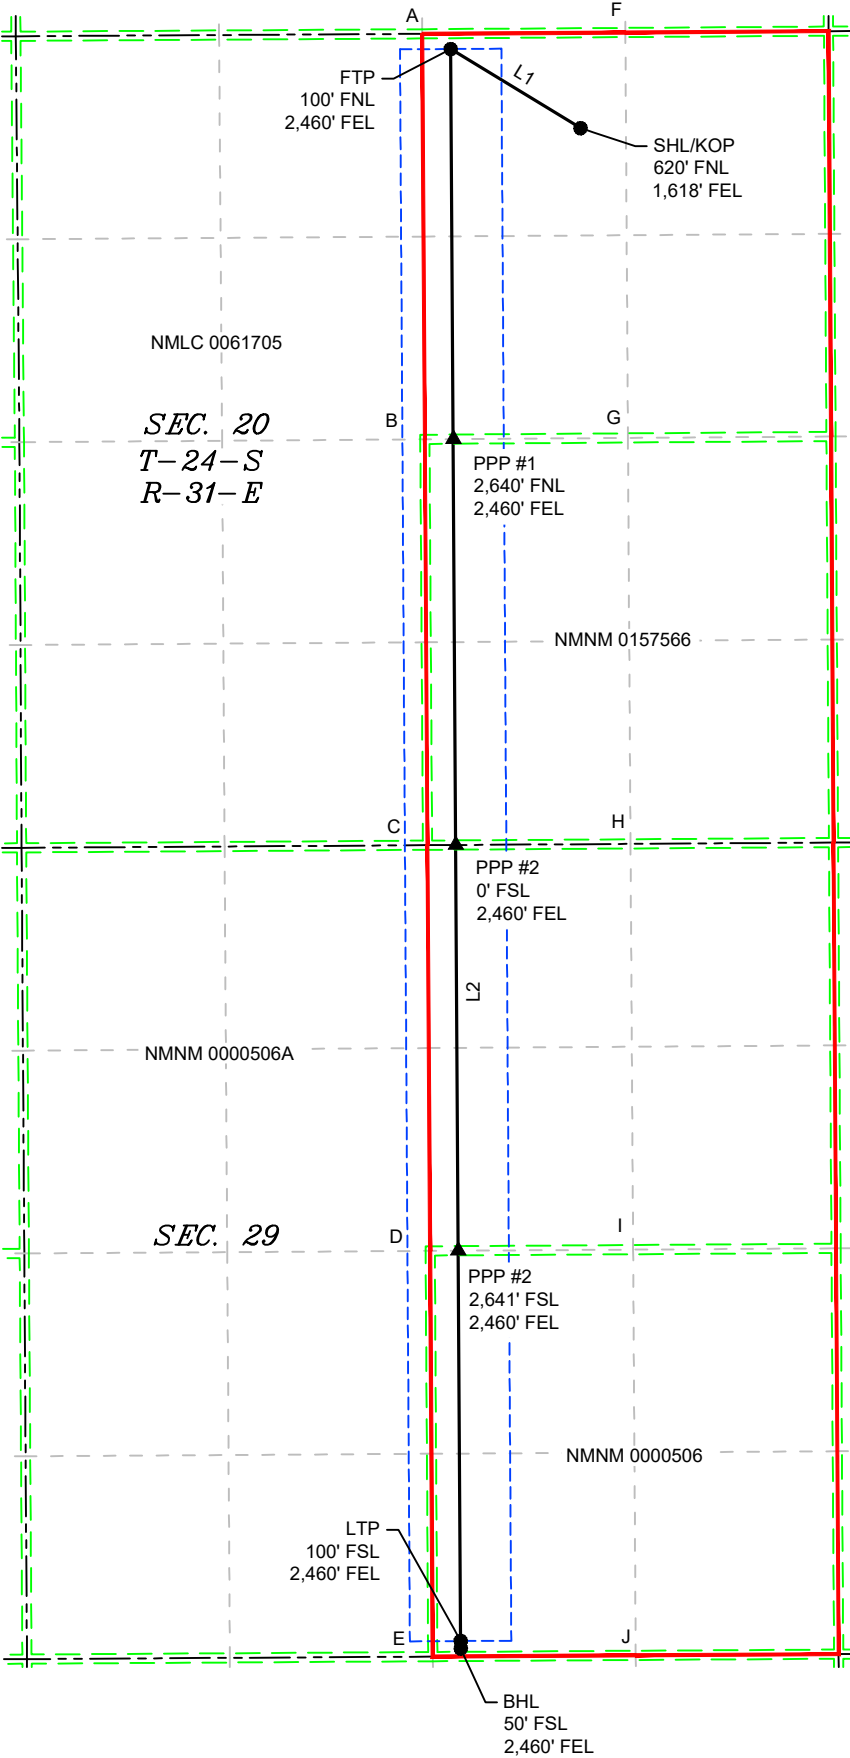 A
F
FTP
100' FNL
2,460' FEL
L1
SHL/KOP
620' FNL
1,618' FEL
NMLC 0061705
SEC. 20
T-24-S
R-31-E
B
G
PPP #1
2,640' FNL
2,460' FEL
NMNM 0157566
C
H
PPP #2
0' FSL
2,460' FEL
L2
NMNM 0000506A
SEC. 29
D
I
PPP #2
2,641' FSL
2,460' FEL
NMNM 0000506
LTP
100' FSL
2,460' FEL
E
J
BHL
50' FSL
2,460' FEL